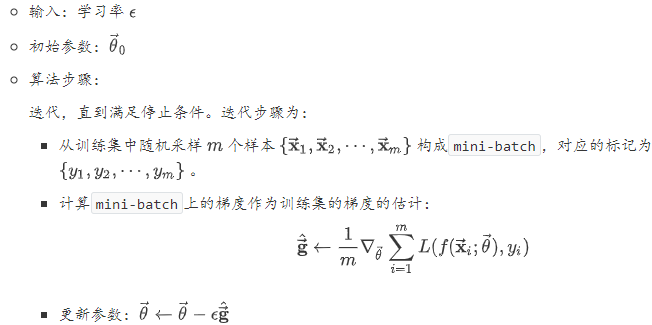 输入：学习率 $\epsilon$
初始参数：$\vec{\theta}_0$
算法步骤：
迭代，直到满足停止条件。迭代步骤为：
从训练集中随机采样 $m$ 个样本 $\{\vec{\mathbf{x}}_1, \vec{\mathbf{x}}_2, \cdots, \vec{\mathbf{x}}_m\}$ 构成 mini-batch，对应的标记为
$\{y_1, y_2, \cdots, y_m\}$ 。
计算 mini-batch 上的梯度作为训练集的梯度的估计：
$\hat{\vec{\mathbf{g}}} \leftarrow \frac{1}{m} \nabla_{\vec{\theta}} \sum_{i=1}^{m} L(f(\vec{\mathbf{x}}_i; \vec{\theta}), y_i)$
更新参数：$\vec{\theta} \leftarrow \vec{\theta} - \epsilon \hat{\vec{\mathbf{g}}}$